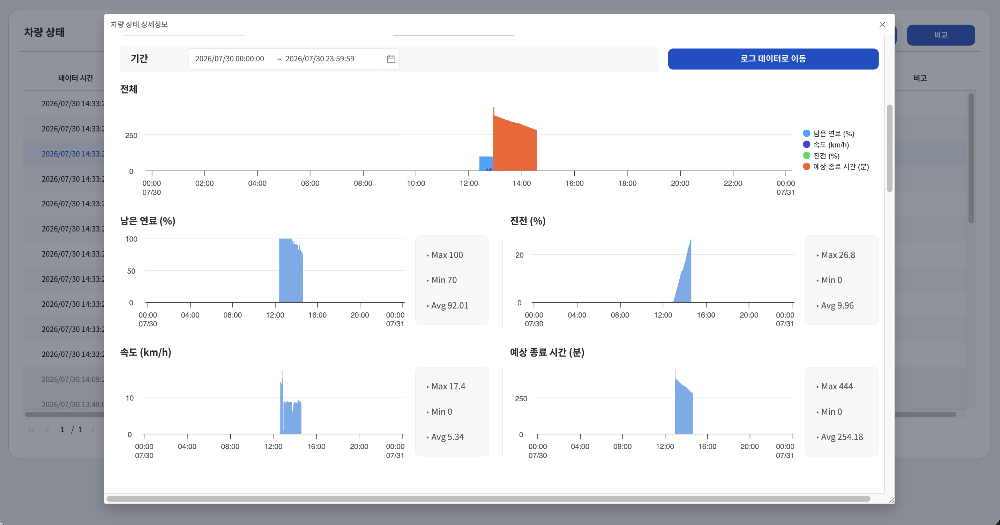 차량 상태 상세정보
차량 상태
비교
기간
2026/07/30 00:00:00 ~ 2026/07/30 23:59:59
로그 데이터로 이동
데이터 시간
비고
전체
2026/07/30 14:33:2
2026/07/30 14:33:2
2026/07/30 14:33:2
2026/07/30 14:33:2
2026/07/30 14:33:2
2026/07/30 14:33:2
2026/07/30 14:33:2
2026/07/30 14:33:2
2026/07/30 14:33:2
2026/07/30 14:33:2
2026/07/30 14:33:2
2026/07/30 14:09:2
2026/07/30 13:48:0
1 / 1
250
0
00:00 02:00 04:00 06:00 08:00 10:00 12:00 14:00 16:00 18:00 20:00 22:00 00:00
07/30 07/31
남은 연료 (%)
속도 (km/h)
진전 (%)
예상 종료 시간 (분)
남은 연료 (%)
100
50
0
00:00 04:00 08:00 12:00 16:00 20:00 00:00
07/30 07/31
• Max 100
• Min 70
• Avg 92.01
진전 (%)
20
0
00:00 04:00 08:00 12:00 16:00 20:00 00:00
07/30 07/31
• Max 26.8
• Min 0
• Avg 9.96
속도 (km/h)
10
0
00:00 04:00 08:00 12:00 16:00 20:00 00:00
07/30 07/31
• Max 17.4
• Min 0
• Avg 5.34
예상 종료 시간 (분)
250
0
00:00 04:00 08:00 12:00 16:00 20:00 00:00
07/30 07/31
• Max 444
• Min 0
• Avg 254.18